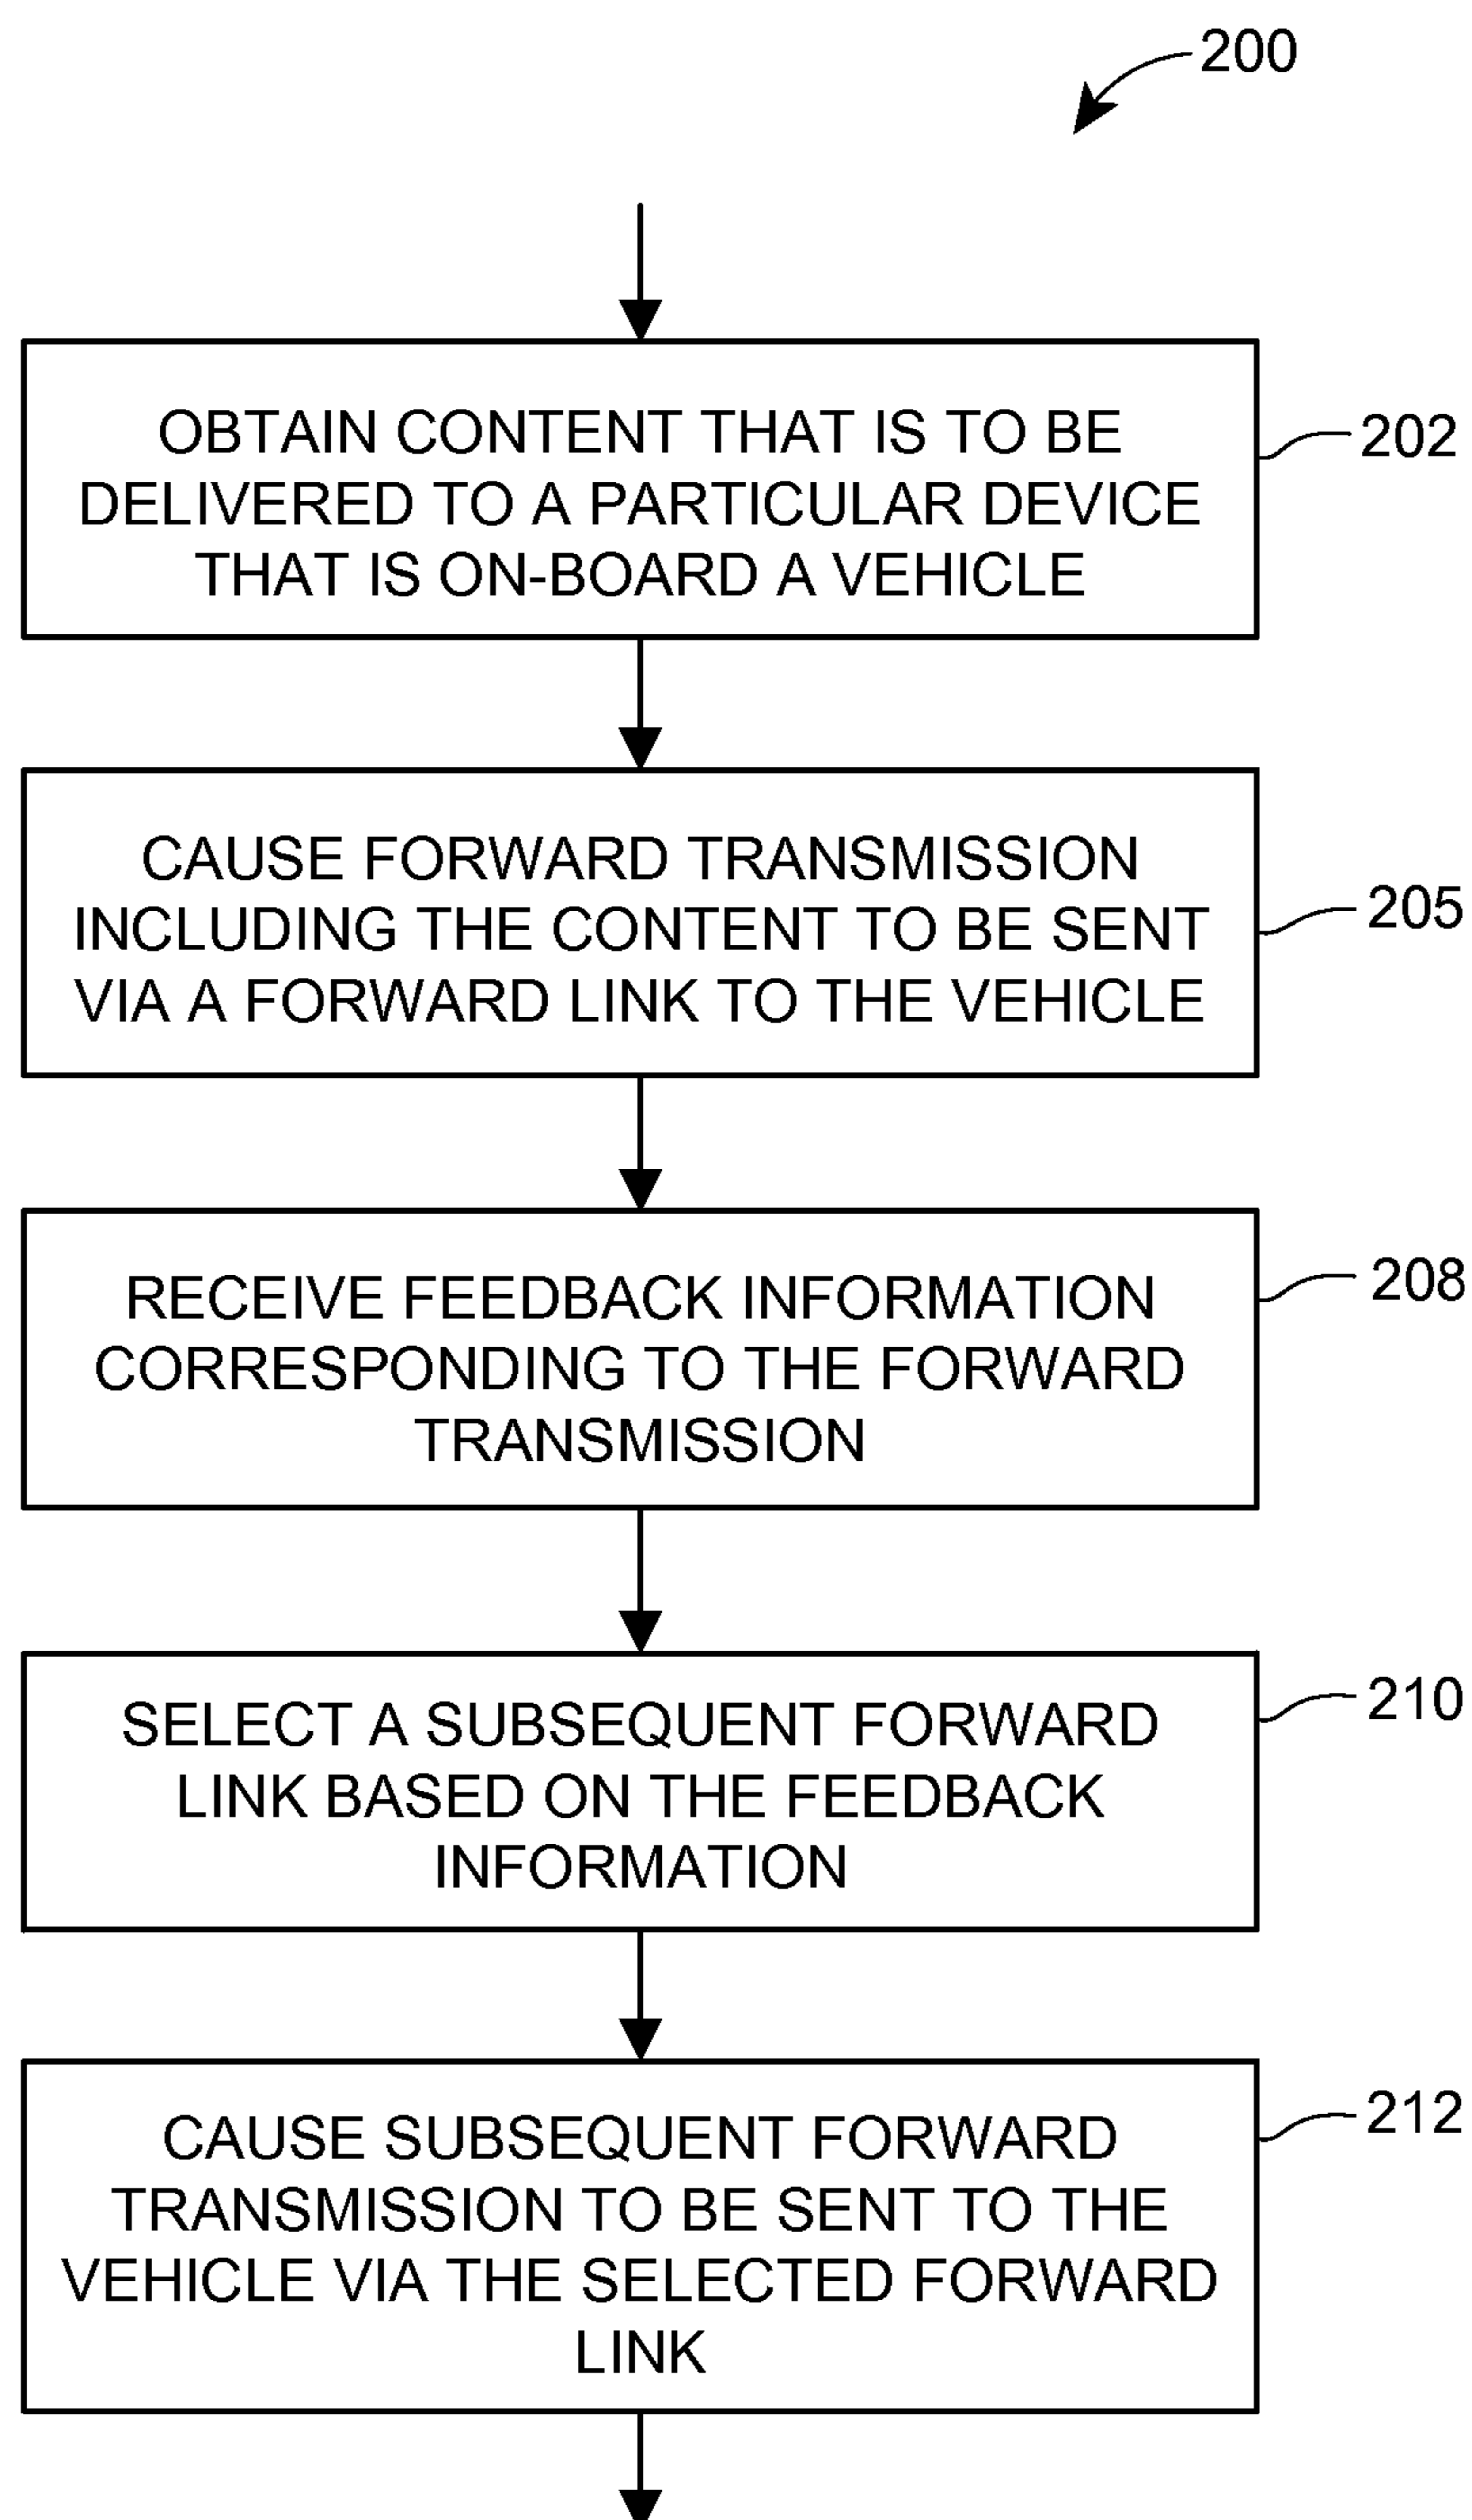 200
OBTAIN CONTENT THAT IS TO BE
DELIVERED TO A PARTICULAR DEVICE
THAT IS ON-BOARD A VEHICLE
202
CAUSE FORWARD TRANSMISSION
INCLUDING THE CONTENT TO BE SENT
VIA A FORWARD LINK TO THE VEHICLE
205
RECEIVE FEEDBACK INFORMATION
CORRESPONDING TO THE FORWARD
TRANSMISSION
208
SELECT A SUBSEQUENT FORWARD
LINK BASED ON THE FEEDBACK
INFORMATION
210
CAUSE SUBSEQUENT FORWARD
TRANSMISSION TO BE SENT TO THE
VEHICLE VIA THE SELECTED FORWARD
LINK
212